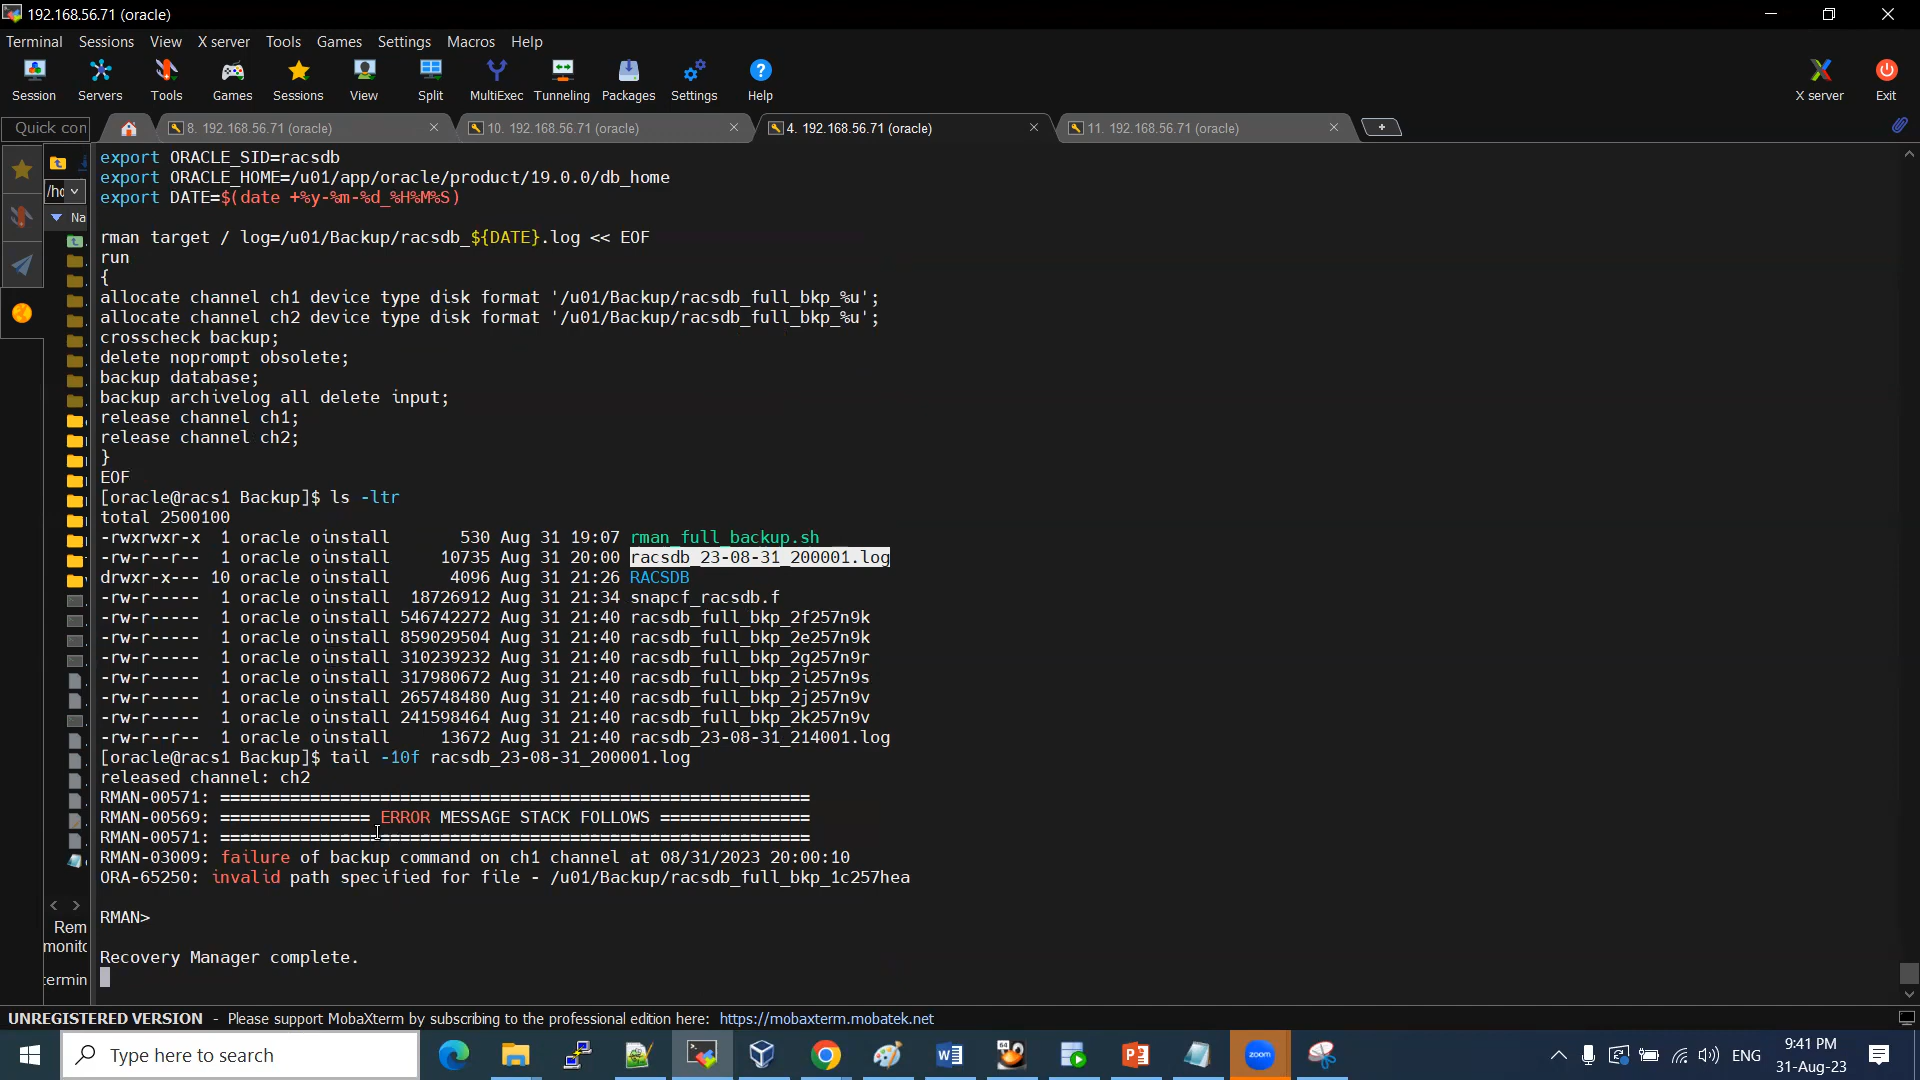 192.168.56.71 (oracle)
Terminal Sessions View X server Tools Games Settings Macros Help
Session Servers Tools Games Sessions View Split MultiExec Tunneling Packages Settings Help X server Exit
Quick con
8. 192.168.56.71 (oracle)
10. 192.168.56.71 (oracle)
4. 192.168.56.71 (oracle)
11. 192.168.56.71 (oracle)
/ho
Na
Rem
monito
termin
export ORACLE_SID=racsdb
export ORACLE_HOME=/u01/app/oracle/product/19.0.0/db_home
export DATE=$(date +%y-%m-%d_%H%M%S)
rman target / log=/u01/Backup/racsdb_${DATE}.log << EOF
run
{
allocate channel ch1 device type disk format '/u01/Backup/racsdb_full_bkp_%u';
allocate channel ch2 device type disk format '/u01/Backup/racsdb_full_bkp_%u';
crosscheck backup;
delete noprompt obsolete;
backup database;
backup archivelog all delete input;
release channel ch1;
release channel ch2;
}
EOF
[oracle@racs1 Backup]$ ls -ltr
total 2500100
-rwxrwxr-x 1 oracle oinstall 530 Aug 31 19:07 rman_full_backup.sh
-rw-r--r-- 1 oracle oinstall 10735 Aug 31 20:00 racsdb_23-08-31_200001.log
drwxr-x--- 10 oracle oinstall 4096 Aug 31 21:26 RACSDB
-rw-r----- 1 oracle oinstall 18726912 Aug 31 21:34 snapcf_racsdb.f
-rw-r----- 1 oracle oinstall 546742272 Aug 31 21:40 racsdb_full_bkp_2f257n9k
-rw-r----- 1 oracle oinstall 859029504 Aug 31 21:40 racsdb_full_bkp_2e257n9k
-rw-r----- 1 oracle oinstall 310239232 Aug 31 21:40 racsdb_full_bkp_2g257n9r
-rw-r----- 1 oracle oinstall 317980672 Aug 31 21:40 racsdb_full_bkp_2i257n9s
-rw-r----- 1 oracle oinstall 265748480 Aug 31 21:40 racsdb_full_bkp_2j257n9v
-rw-r----- 1 oracle oinstall 241598464 Aug 31 21:40 racsdb_full_bkp_2k257n9v
-rw-r--r-- 1 oracle oinstall 13672 Aug 31 21:40 racsdb_23-08-31_214001.log
[oracle@racs1 Backup]$ tail -10f racsdb_23-08-31_200001.log
released channel: ch2
RMAN-00571: ===========================================================
RMAN-00569: =============== ERROR MESSAGE STACK FOLLOWS ===============
RMAN-00571: ===========================================================
RMAN-03009: failure of backup command on ch1 channel at 08/31/2023 20:00:10
ORA-65250: invalid path specified for file - /u01/Backup/racsdb_full_bkp_1c257hea
RMAN>
Recovery Manager complete.
UNREGISTERED VERSION - Please support MobaXterm by subscribing to the professional edition here: https://mobaxterm.mobatek.net
Type here to search
zoom
ENG
9:41 PM
31-Aug-23